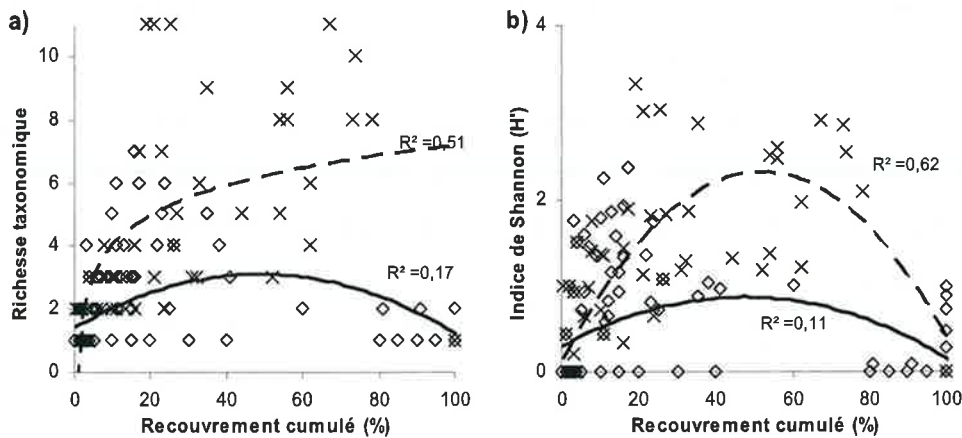 a)
Richesse taxonomique
10
8
6
4
2
0
R²=0,51
R²=0,17
0 20 40 60 80 100
Recouvrement cumulé (%)
b)
Indice de Shannon (H')
4
2
0
R²=0,62
R²=0,11
0 20 40 60 80 100
Recouvrement cumulé (%)